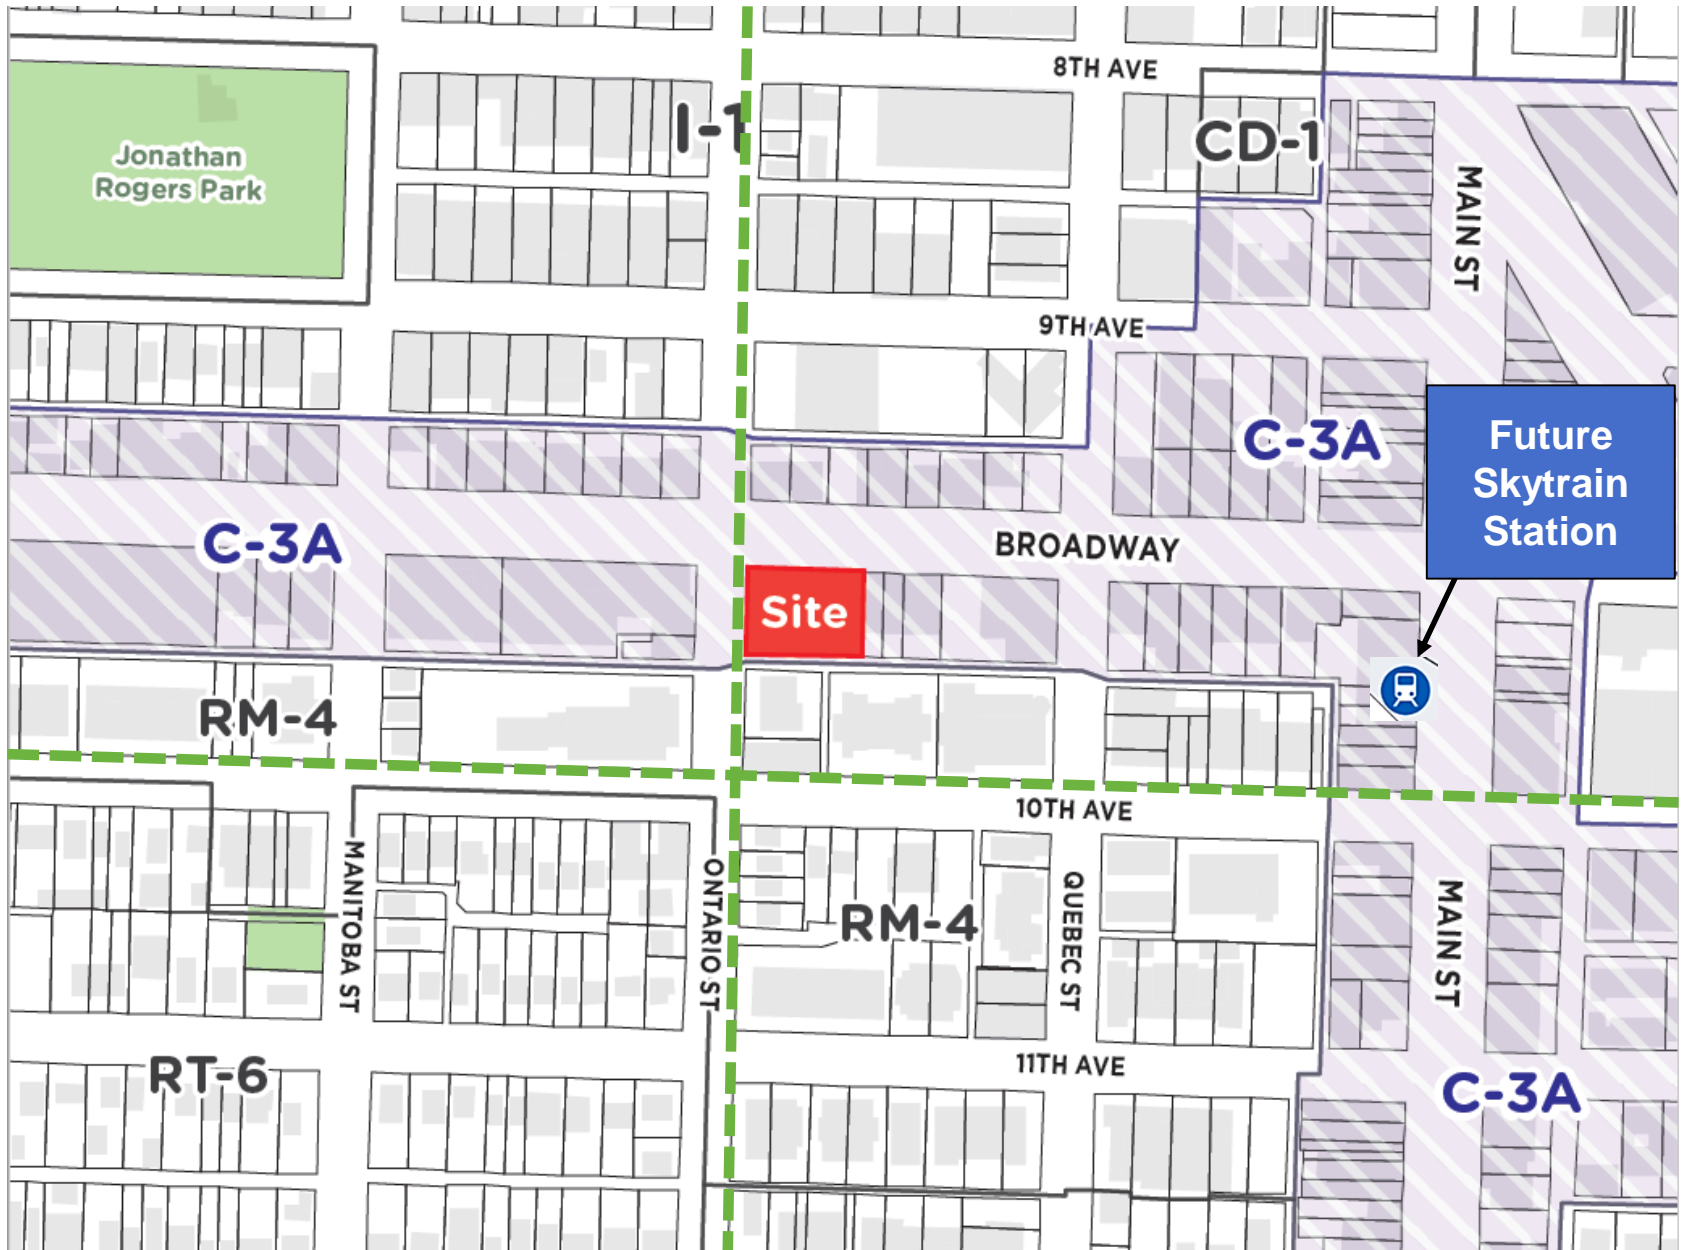 8TH AVE
I-1
CD-1
Jonathan
Rogers Park
MAIN ST
9TH AVE
C-3A
Future
Skytrain
Station
C-3A
BROADWAY
Site
RM-4
10TH AVE
MANITOBA ST
ONTARIO ST
QUEBEC ST
MAIN ST
RM-4
11TH AVE
RT-6
C-3A